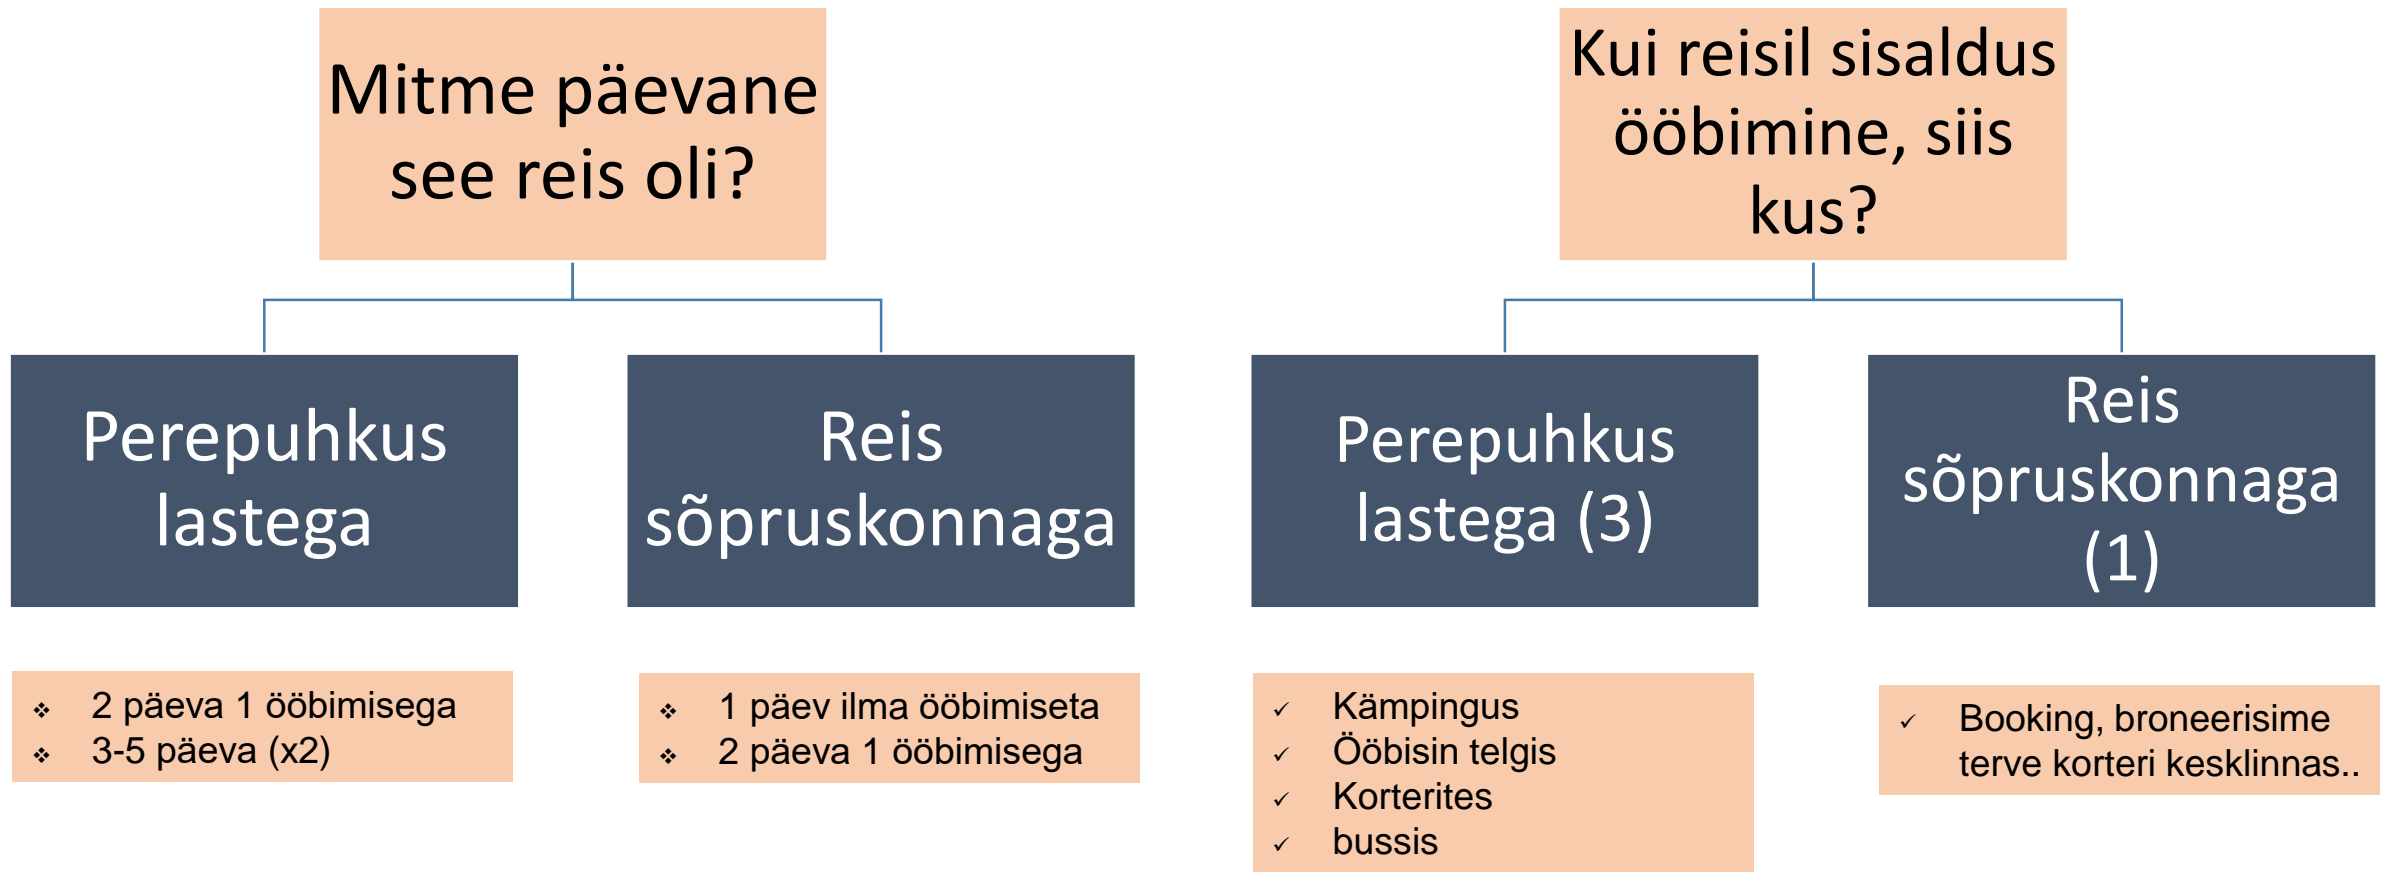 Mitme päevane
see reis oli?
Perepuhkus
lastega
Reis
sõpruskonnaga
❖ 2 päeva 1 ööbimisega
❖ 3-5 päeva (x2)
❖ 1 päev ilma ööbimiseta
❖ 2 päeva 1 ööbimisega
Kui reisil sisaldus
ööbimine, siis
kus?
Perepuhkus
lastega (3)
Reis
sõpruskonnaga
(1)
✓ Kämpingus
✓ Ööbisin telgis
✓ Korterites
✓ bussis
✓ Booking, broneerisime
terve korteri kesklinnas..